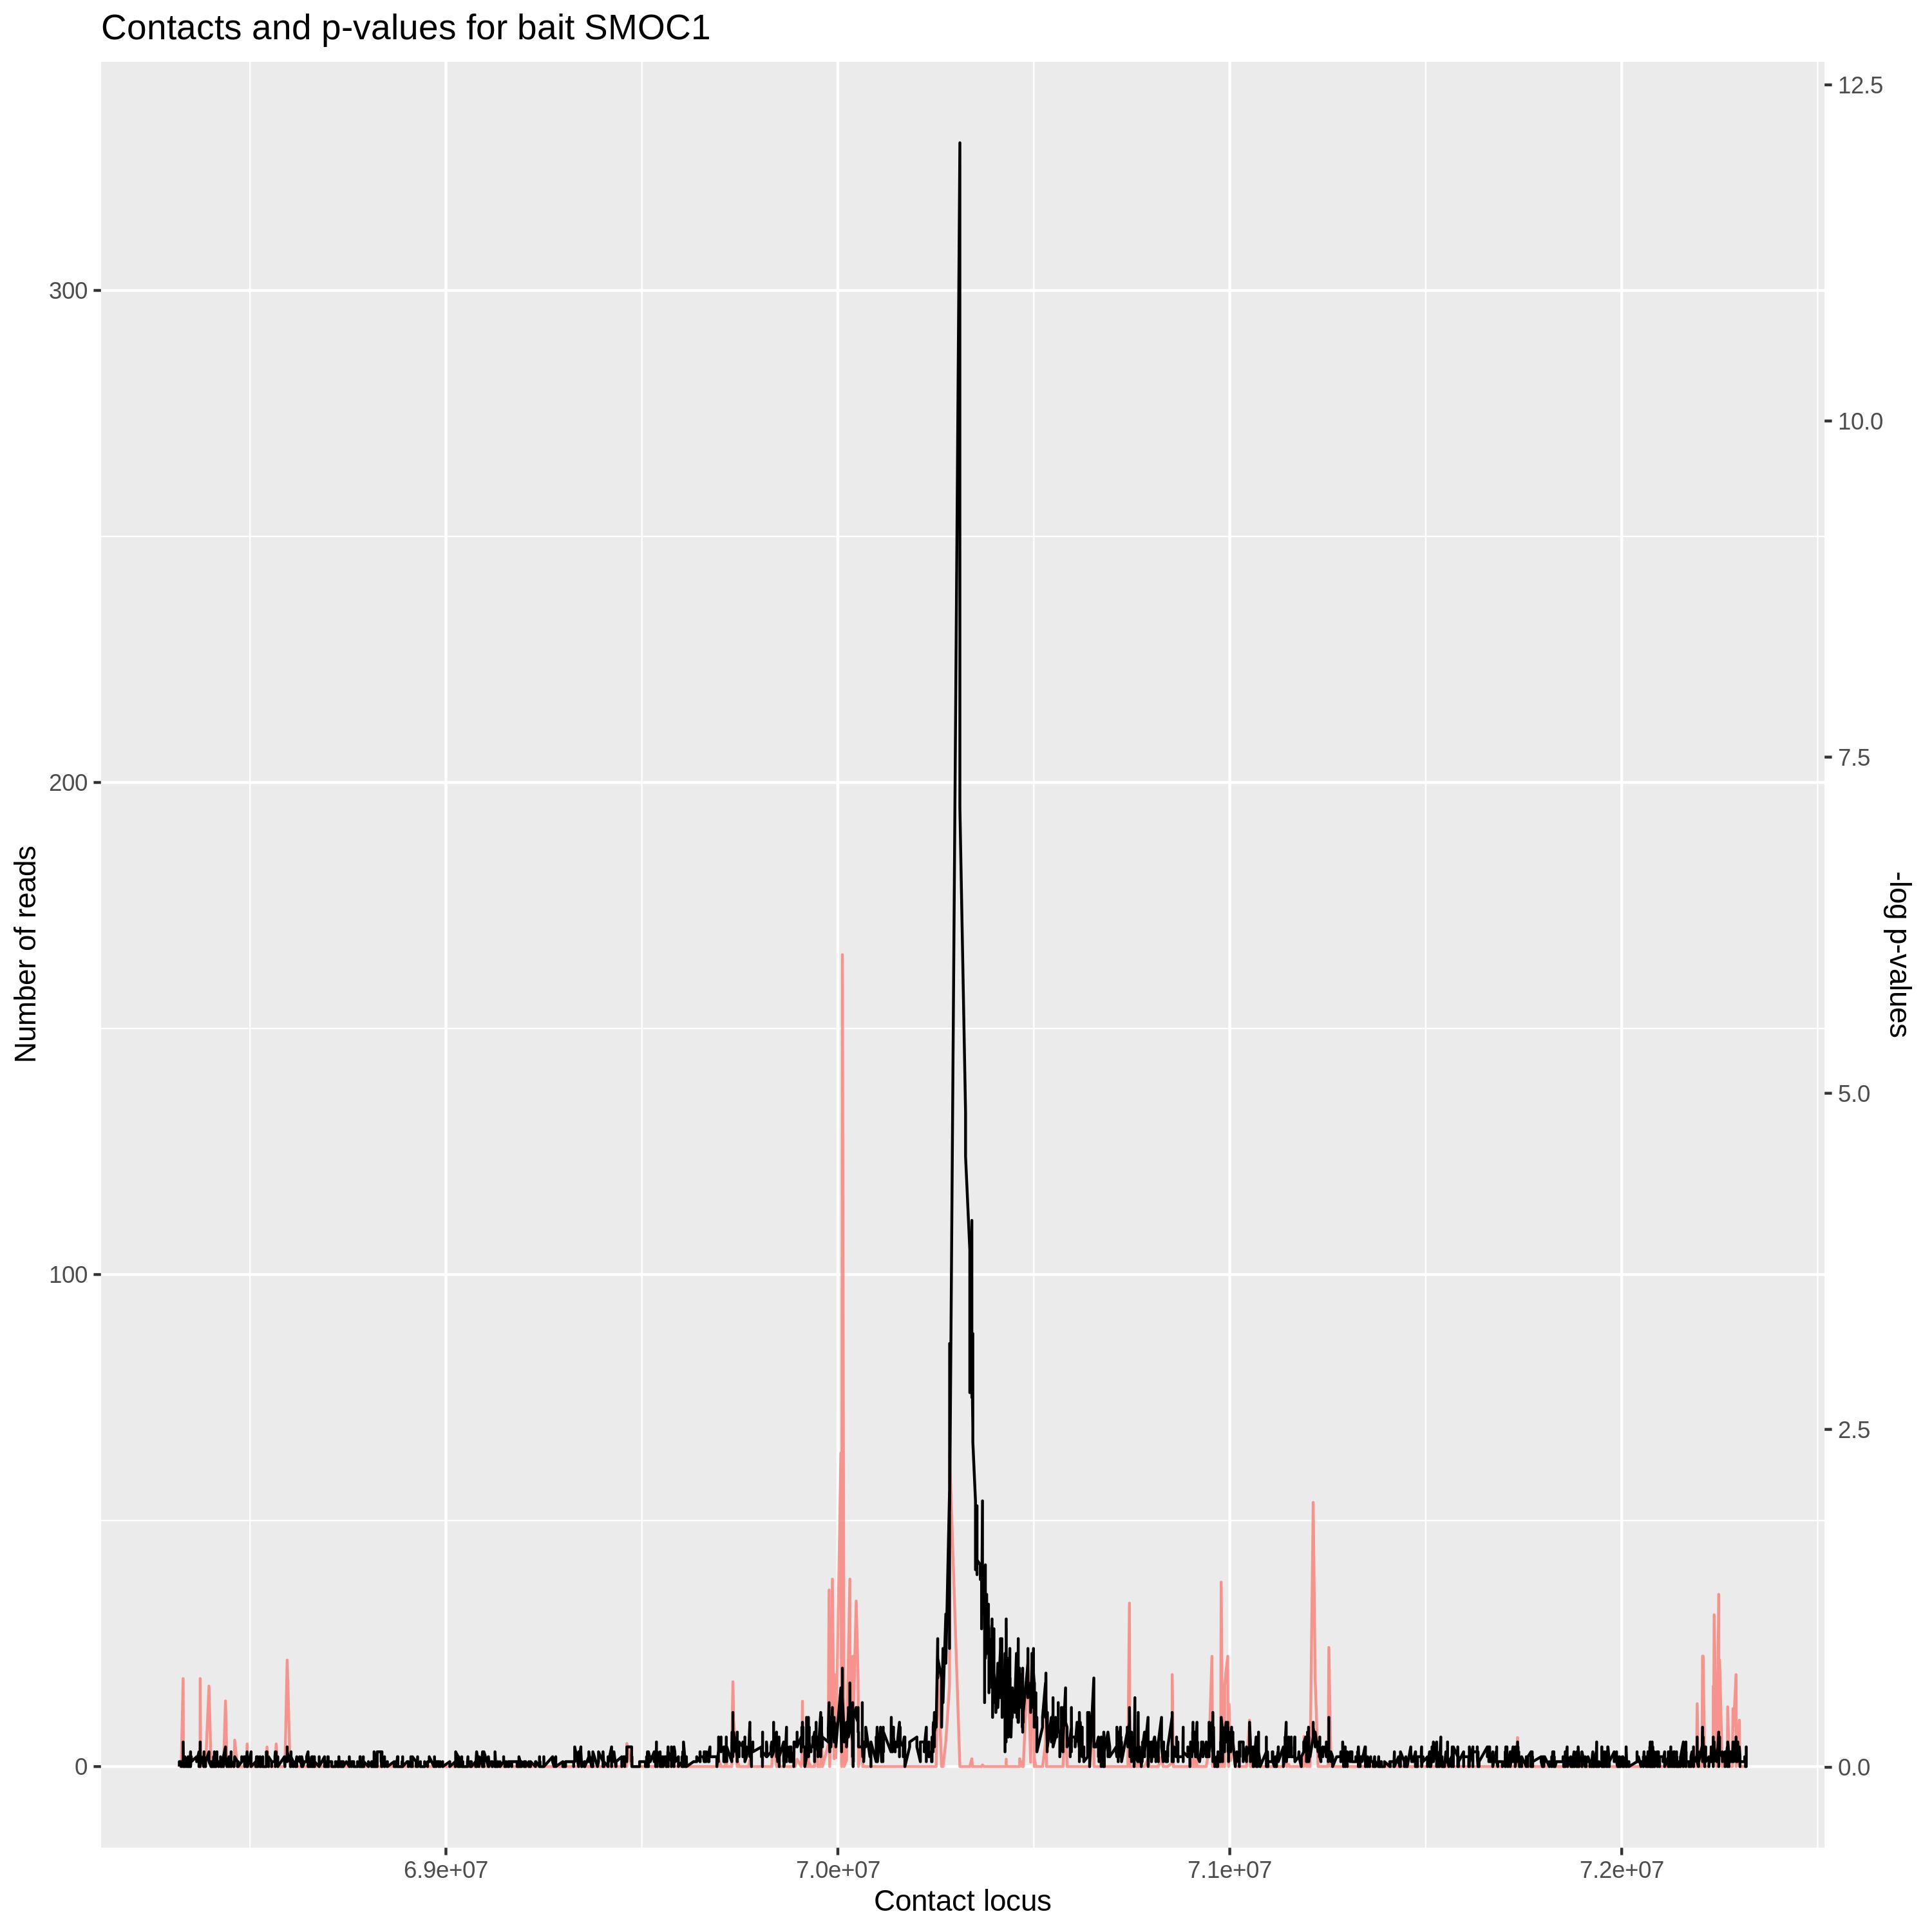 Contacts and p-values for bait SMOC1
Number of reads
300
200
100
0
12.5
10.0
7.5
5.0
2.5
0.0
-log p-values
6.9e+07 7.0e+07 7.1e+07 7.2e+07
Contact locus